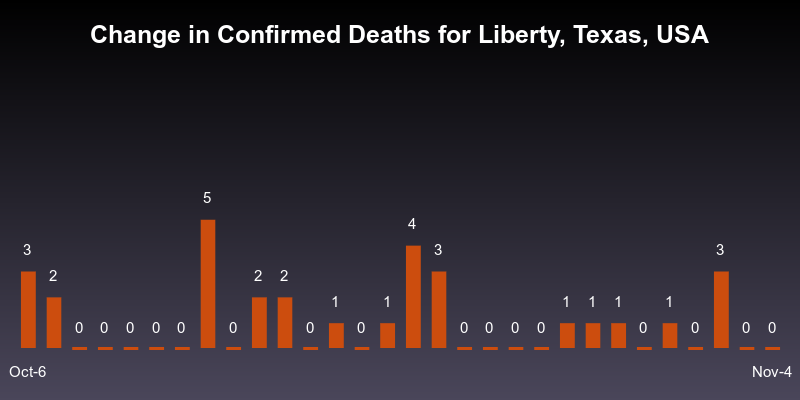 Change in Confirmed Deaths for Liberty, Texas, USA
5
4
3 3 3
2 2 2
1 1 1 1 1 1
0 0 0 0 0 0 0 0 0 0 0 0 0 0 0 0
Oct-6 Nov-4